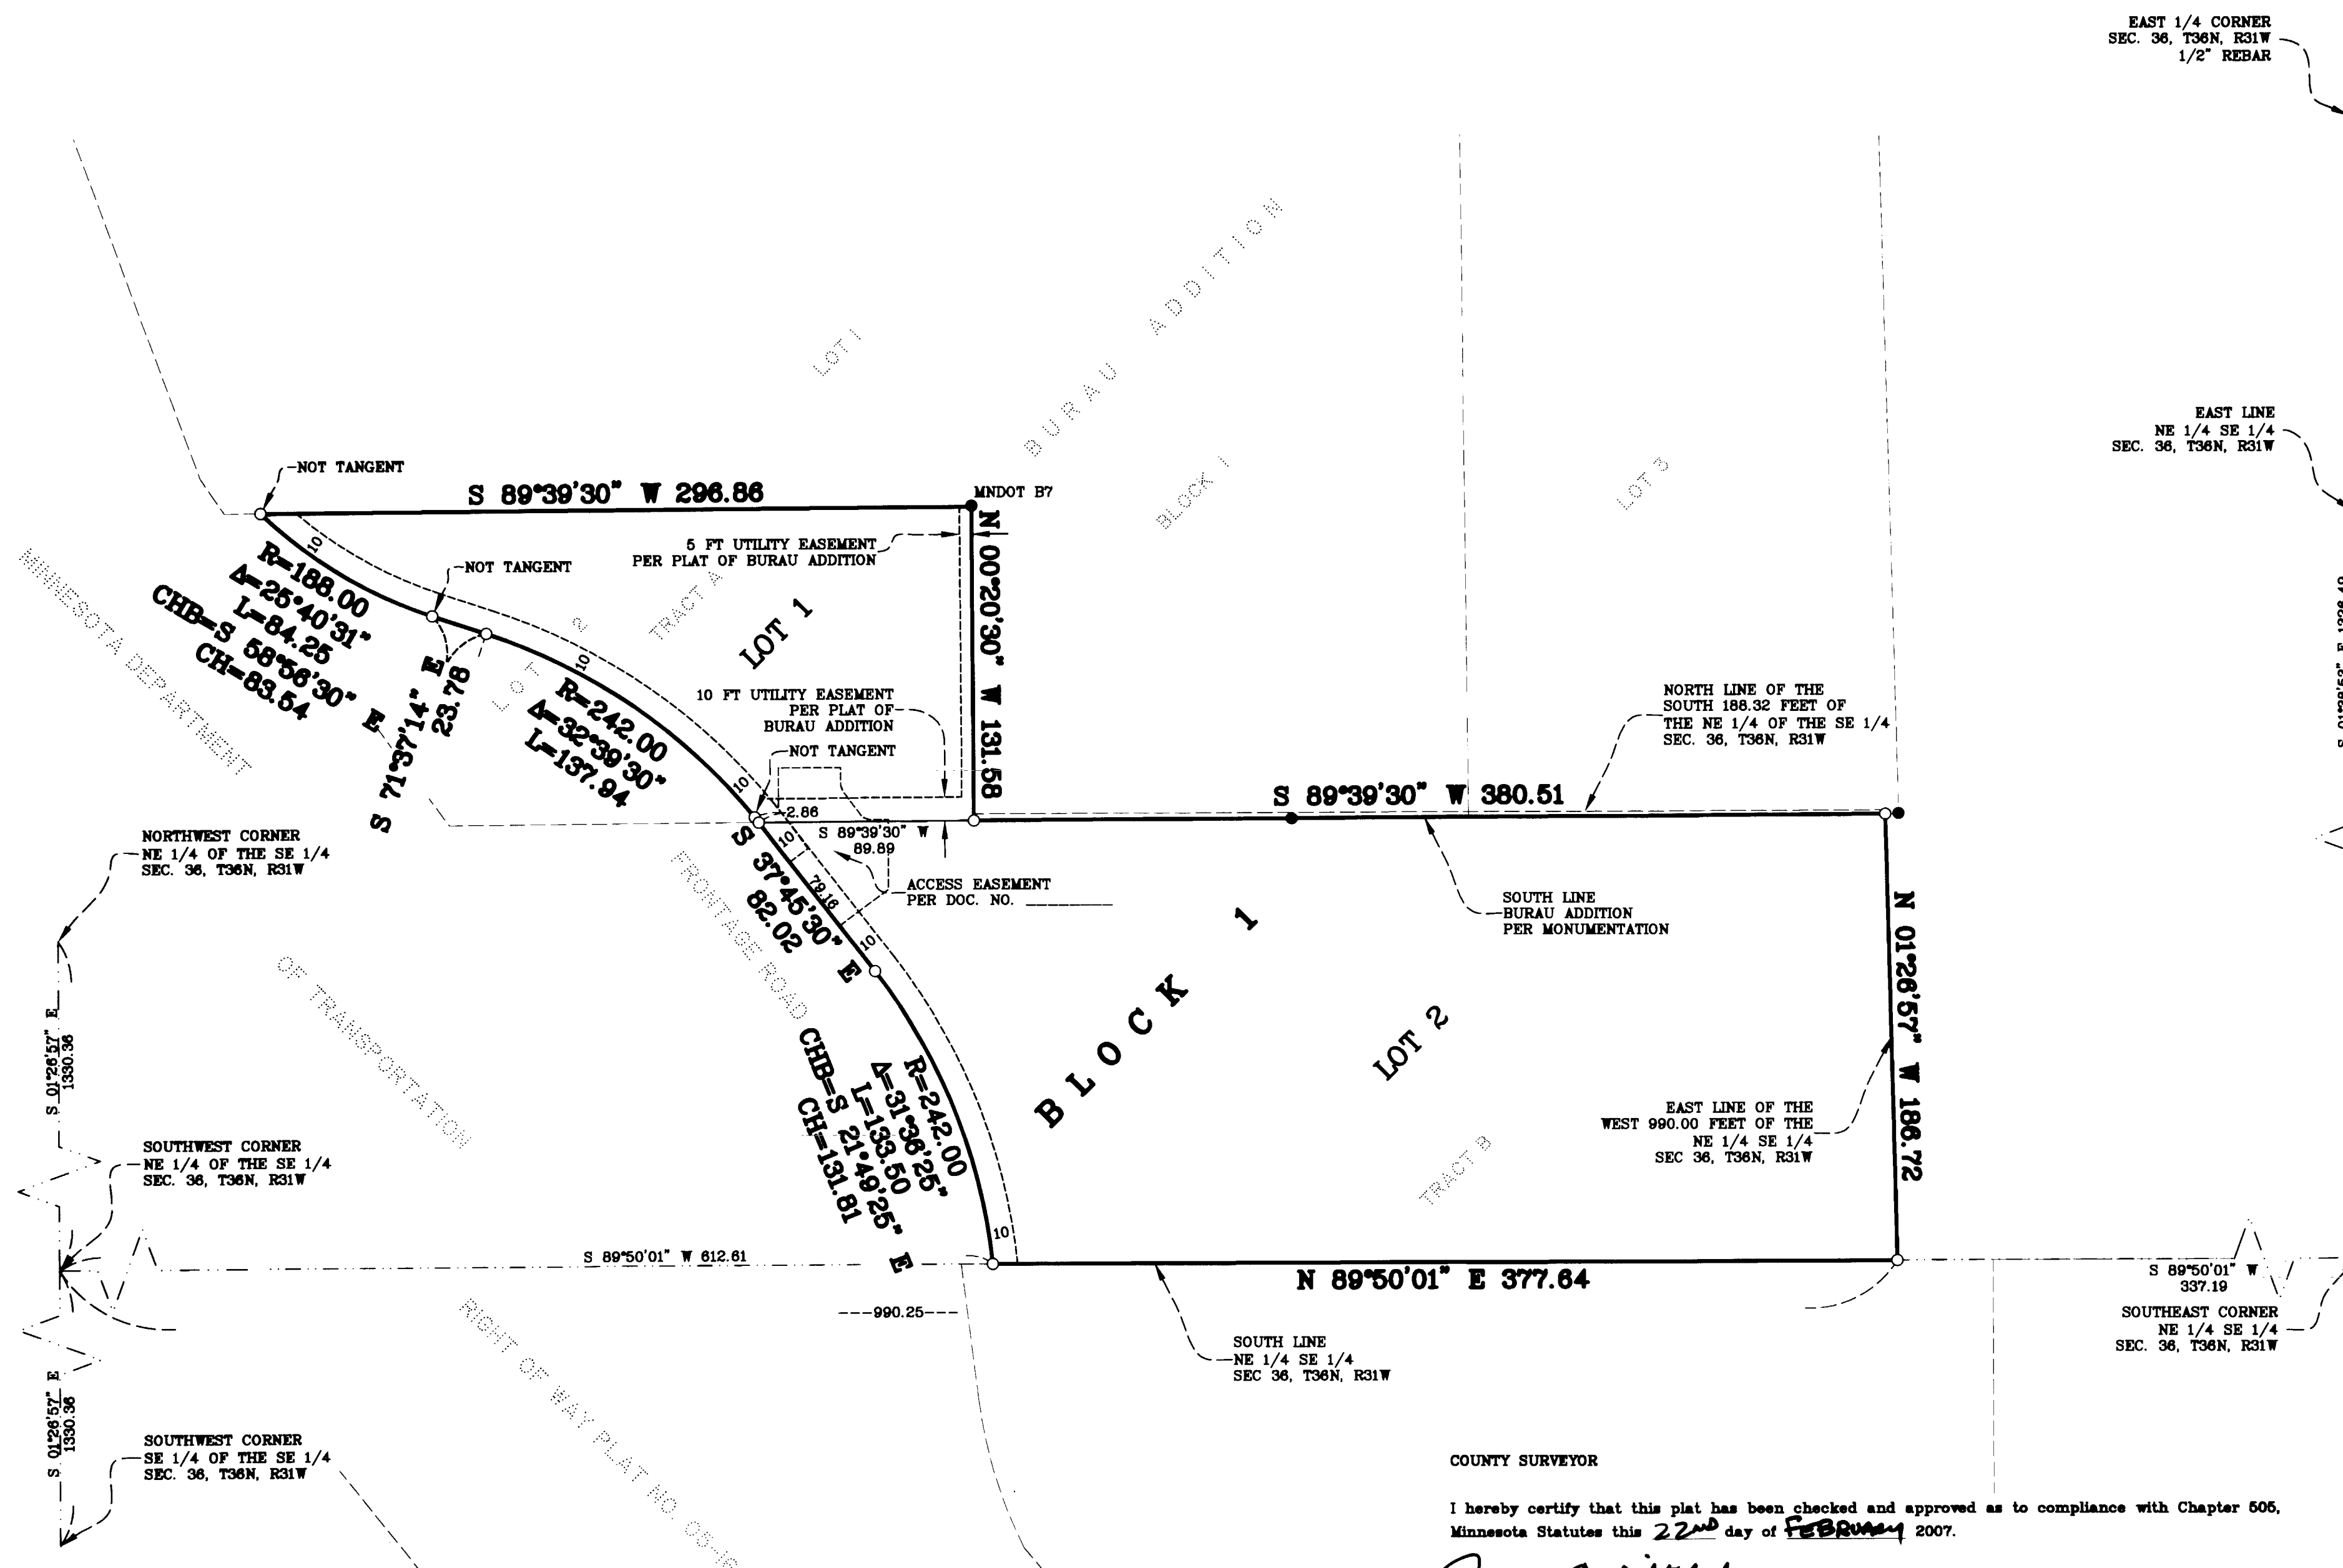 EAST 1/4 CORNER
SEC. 36, T36N, R31W
1/2" REBAR
LOT 1
BURAU ADDITION
BLOCK 1
LOT 3
EAST LINE
NE 1/4 SE 1/4
SEC. 36, T36N, R31W
NOT TANGENT
S 89°39'30" W 296.86
MNDOT B7
N 00°20'30" W 131.58
5 FT UTILITY EASEMENT
PER PLAT OF BURAU ADDITION
10
R=188.00
Δ=25°40'31"
L=84.25
CHB=S 58°56'30" E
CH=83.54
NOT TANGENT
MINNESOTA DEPARTMENT
S 71°37'14" E
23.78
LOT 2
TRACT A
LOT 1
10
R=242.00
Δ=32°39'30"
L=137.94
10 FT UTILITY EASEMENT
PER PLAT OF
BURAU ADDITION
NOT TANGENT
10
2.86
S 89°39'30" W
89.89
NORTH LINE OF THE
SOUTH 188.32 FEET OF
THE NE 1/4 OF THE SE 1/4
SEC. 36, T36N, R31W
S 89°39'30" W 380.51
NORTHWEST CORNER
NE 1/4 OF THE SE 1/4
SEC. 36, T36N, R31W
S 37°45'30" E
82.02
10
79.16
10
ACCESS EASEMENT
PER DOC. NO.
FRONTAGE ROAD
SOUTH LINE
BURAU ADDITION
PER MONUMENTATION
N 01°26'57" W 186.72
BLOCK 1
LOT 2
OF TRANSPORTATION
S 01°26'57" E
1330.36
R=242.00
Δ=31°36'25"
L=133.50
CHB=S 21°49'25" E
CH=131.81
EAST LINE OF THE
WEST 990.00 FEET OF THE
NE 1/4 SE 1/4
SEC 36, T36N, R31W
TRACT B
SOUTHWEST CORNER
NE 1/4 OF THE SE 1/4
SEC. 36, T36N, R31W
10
S 89°50'01" W 612.61
N 89°50'01" E 377.64
S 89°50'01" W
337.19
990.25
SOUTHEAST CORNER
NE 1/4 SE 1/4
SEC. 36, T36N, R31W
SOUTH LINE
NE 1/4 SE 1/4
SEC 36, T36N, R31W
RIGHT OF WAY PLAT NO. 05-16
S 01°26'57" E
1330.36
SOUTHWEST CORNER
SE 1/4 OF THE SE 1/4
SEC. 36, T36N, R31W
COUNTY SURVEYOR
I hereby certify that this plat has been checked and approved as to compliance with Chapter 505,
Minnesota Statutes this 22ND day of FEBRUARY 2007.